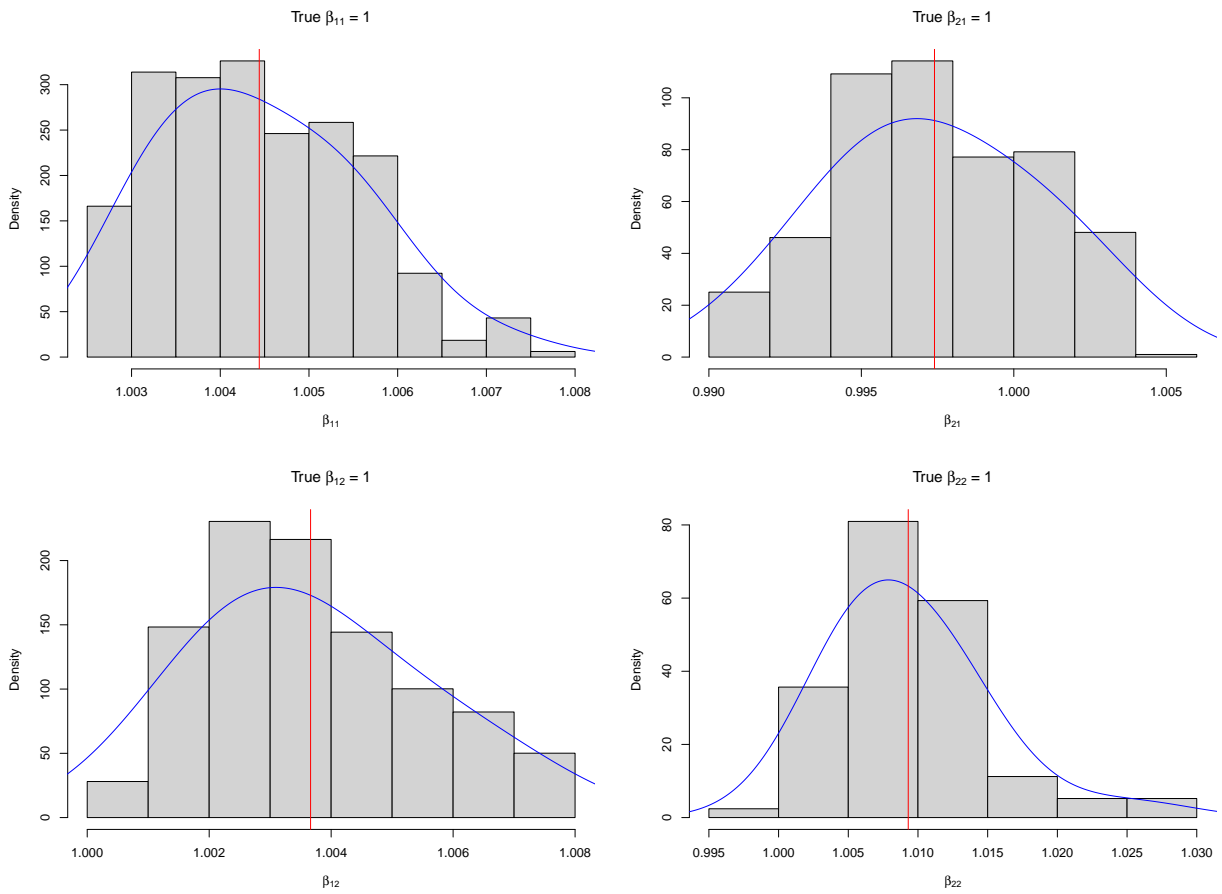 True β11 = 1
Density
0 50 100 150 200 250 300
1.003 1.004 1.005 1.006 1.007 1.008
β11
True β21 = 1
Density
0 20 40 60 80 100
0.990 0.995 1.000 1.005
β21
True β12 = 1
Density
0 50 100 150 200
1.000 1.002 1.004 1.006 1.008
β12
True β22 = 1
Density
0 20 40 60 80
0.995 1.000 1.005 1.010 1.015 1.020 1.025 1.030
β22